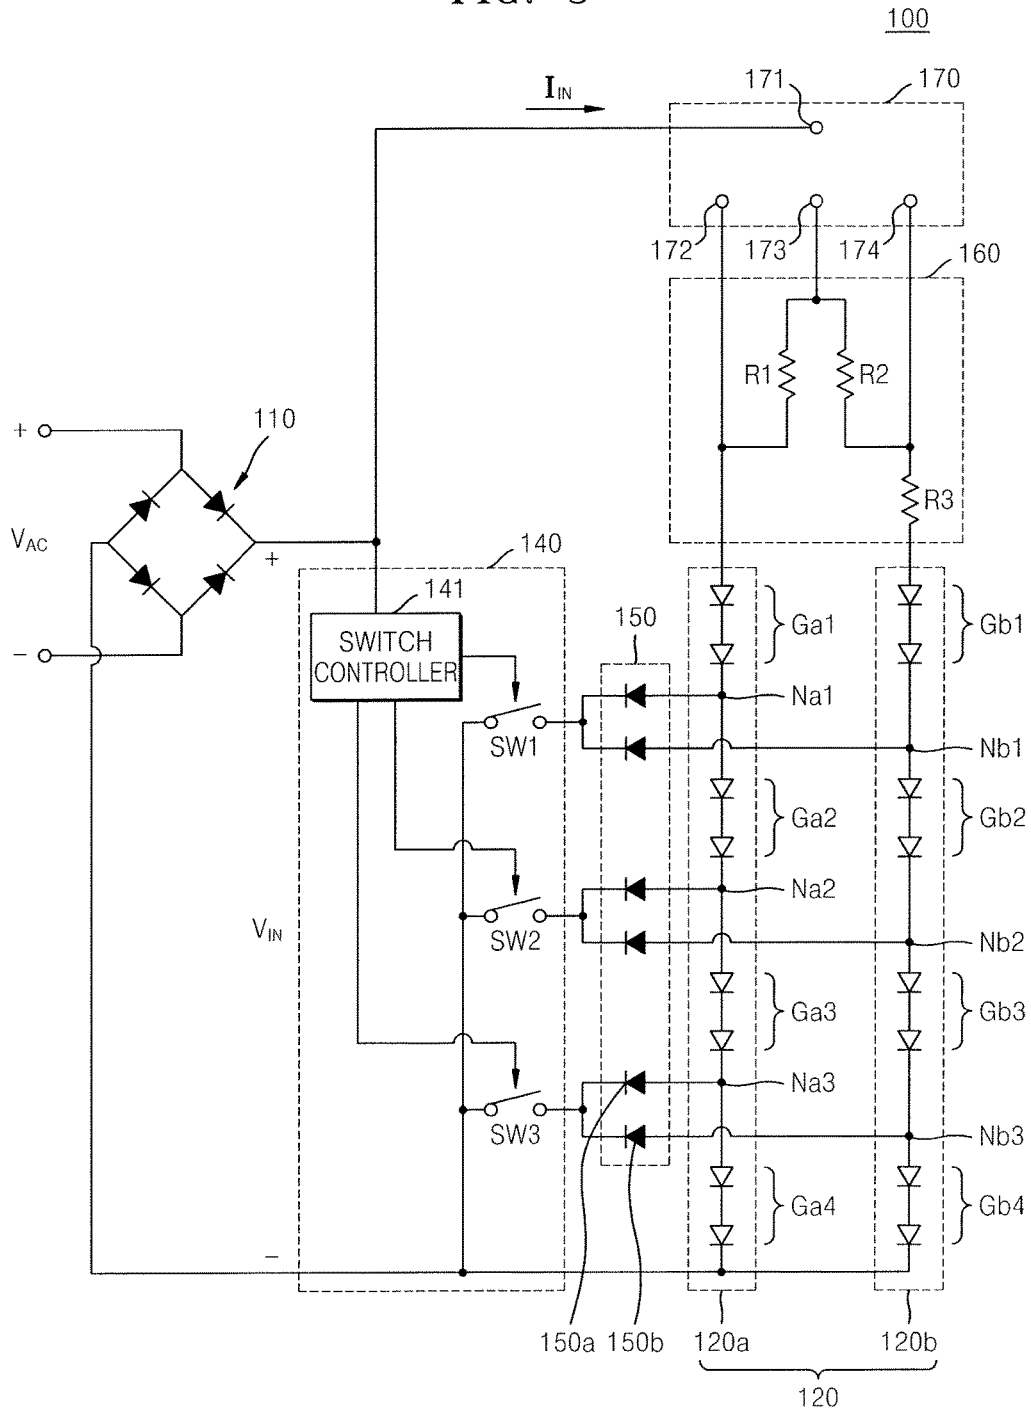 100
171
170
I IN
172
173
174
160
R1
R2
R3
110
+
VAC
+
−
140
141
SWITCH
CONTROLLER
150
Ga1
Gb1
Na1
SW1
Nb1
Ga2
Gb2
Na2
VIN
SW2
Nb2
Ga3
Gb3
Na3
SW3
Nb3
Ga4
Gb4
−
150a
150b
120a
120b
120